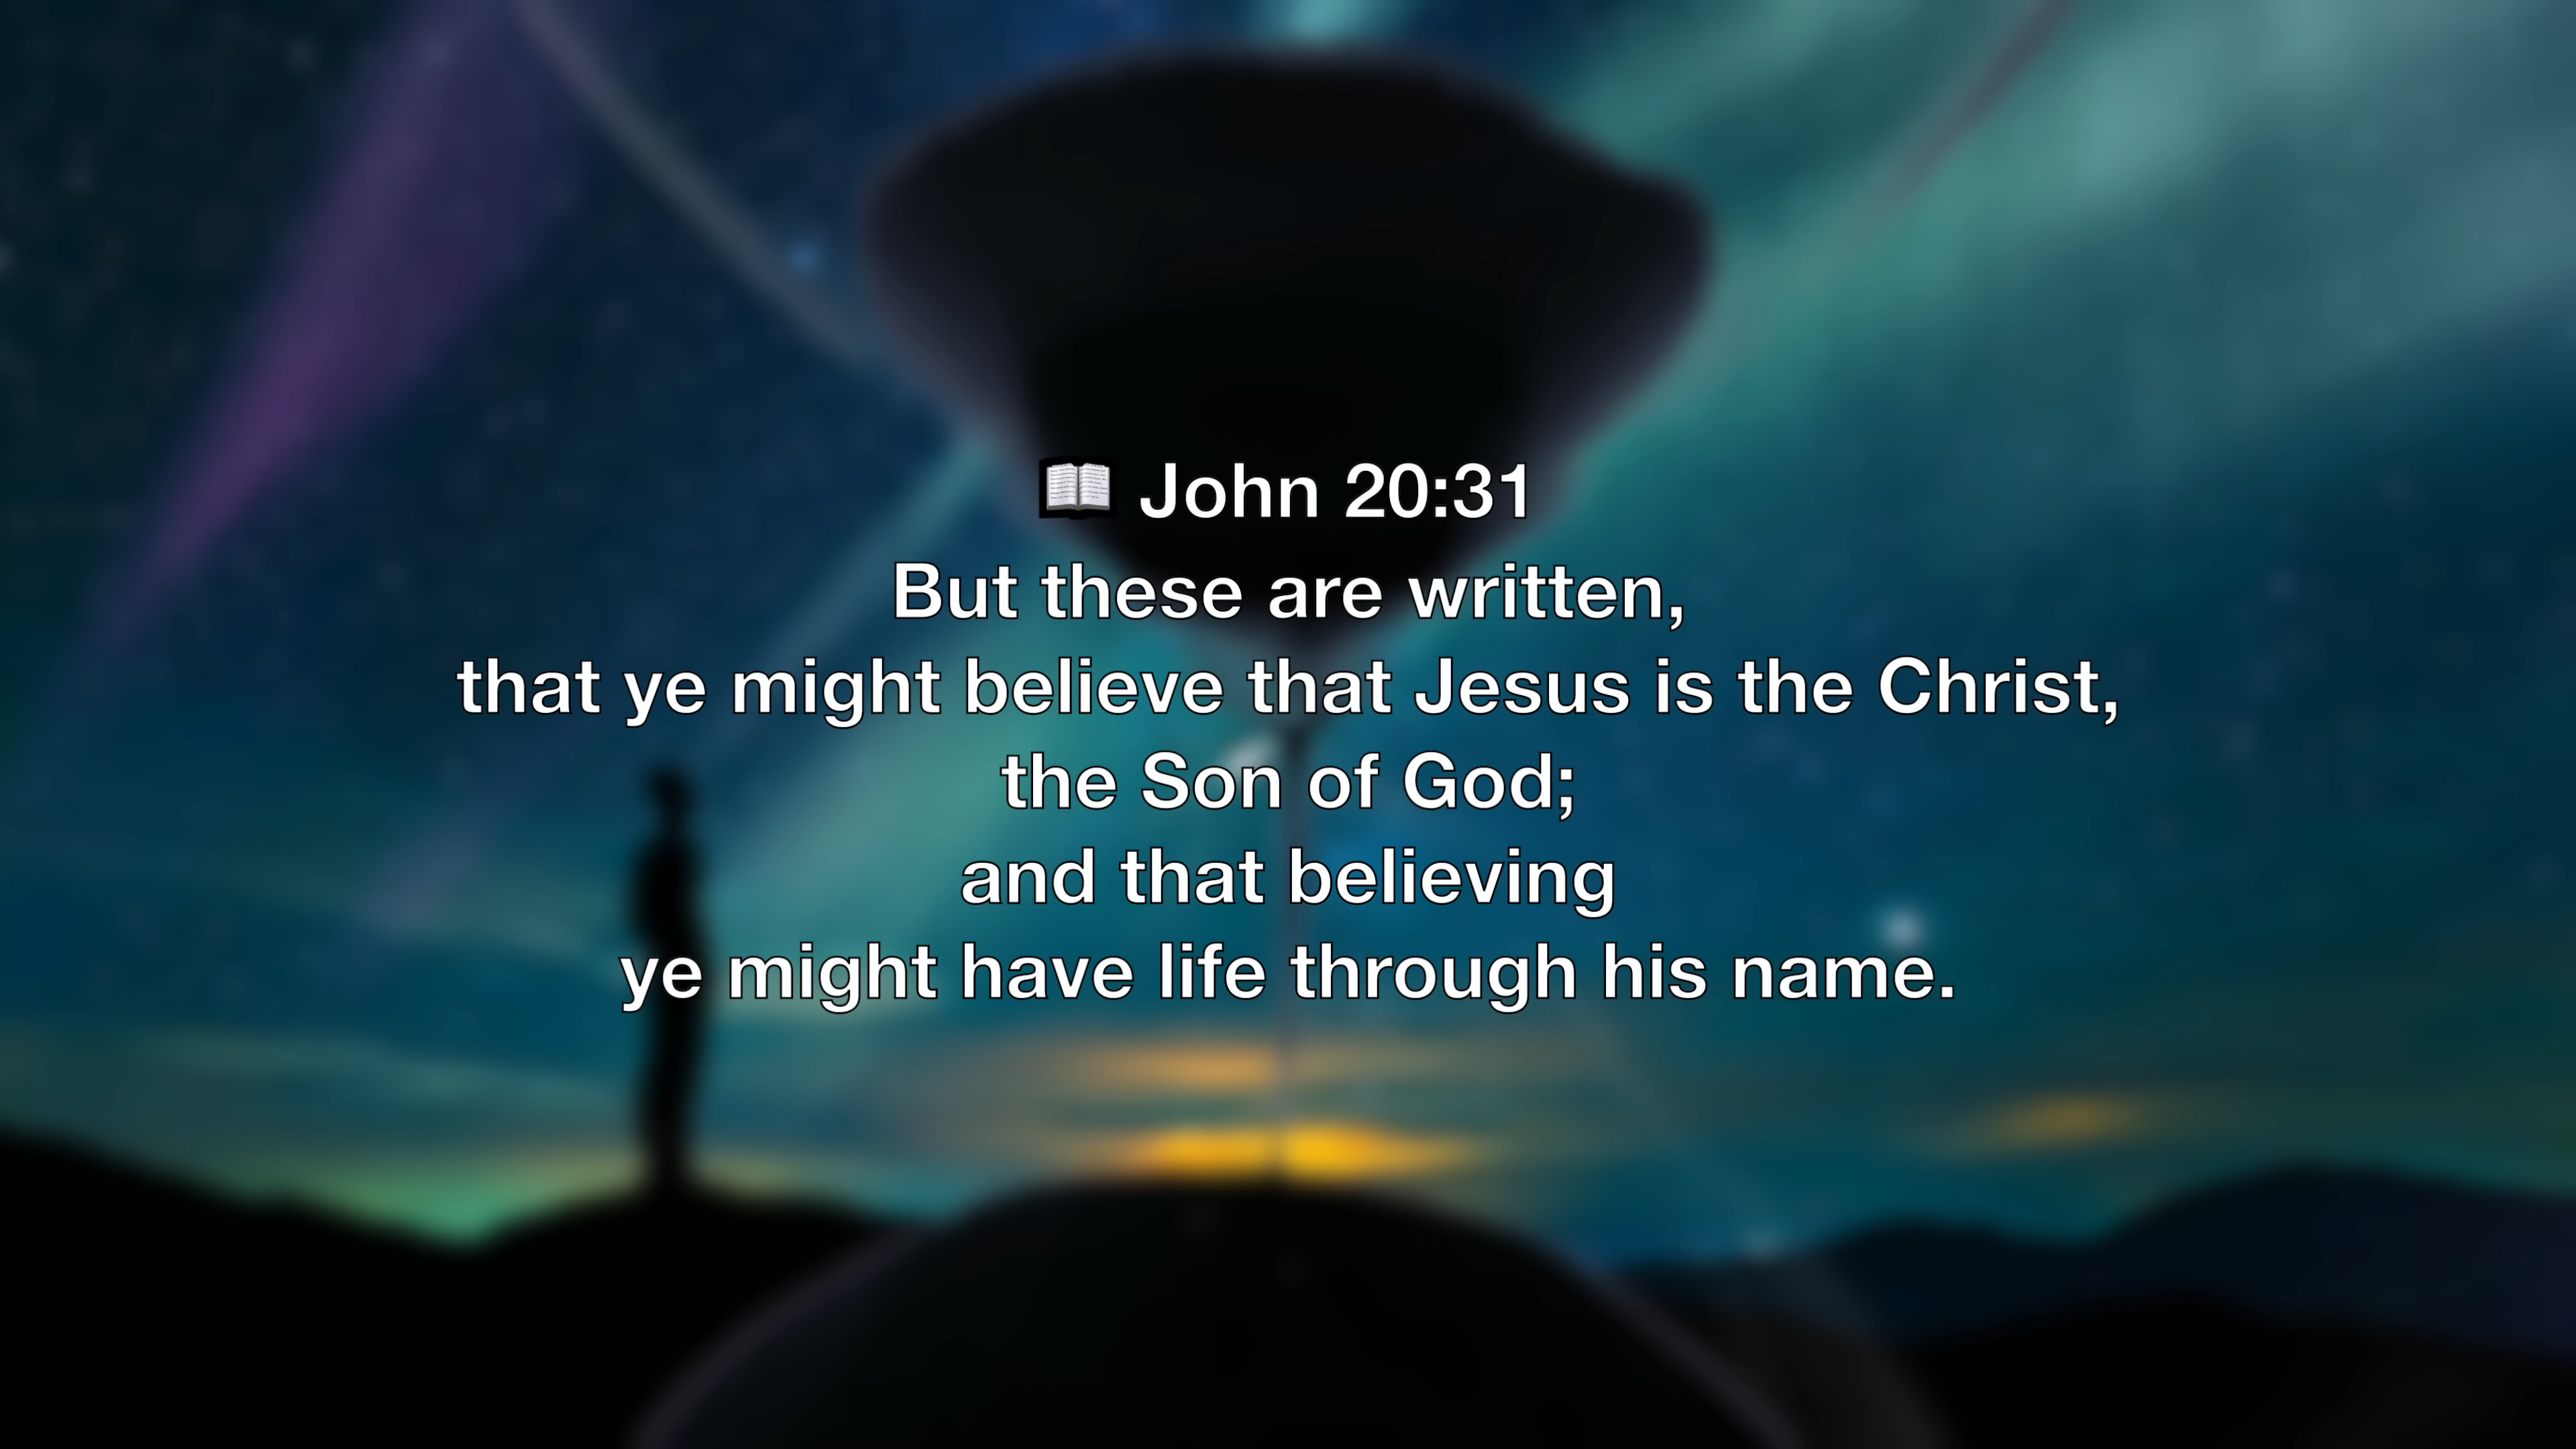 📖 John 20:31
But these are written,
that ye might believe that Jesus is the Christ,
the Son of God;
and that believing
ye might have life through his name.